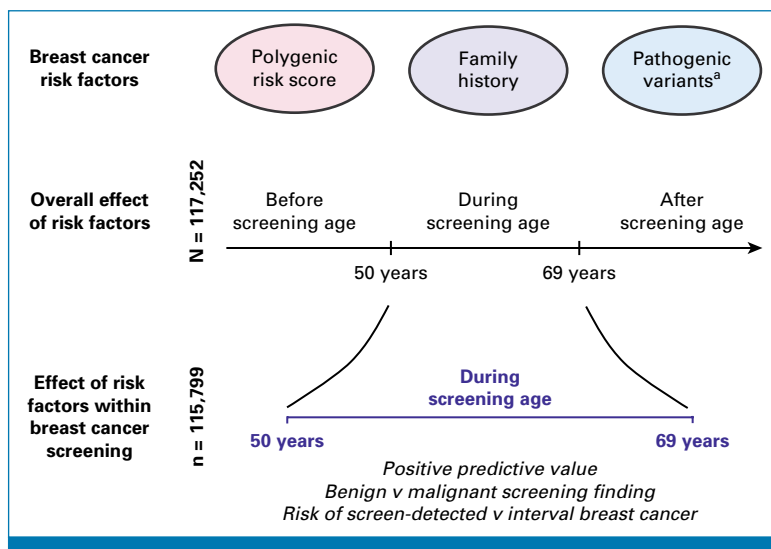 Breast cancer
risk factors
Polygenic
risk score
Family
history
Pathogenic
variantsᵃ
Overall effect
of risk factors
N = 117,252
Before
screening age
During
screening age
After
screening age
50 years
69 years
Effect of risk
factors within
breast cancer
screening
n = 115,799
During
screening age
50 years
69 years
Positive predictive value
Benign v malignant screening finding
Risk of screen-detected v interval breast cancer